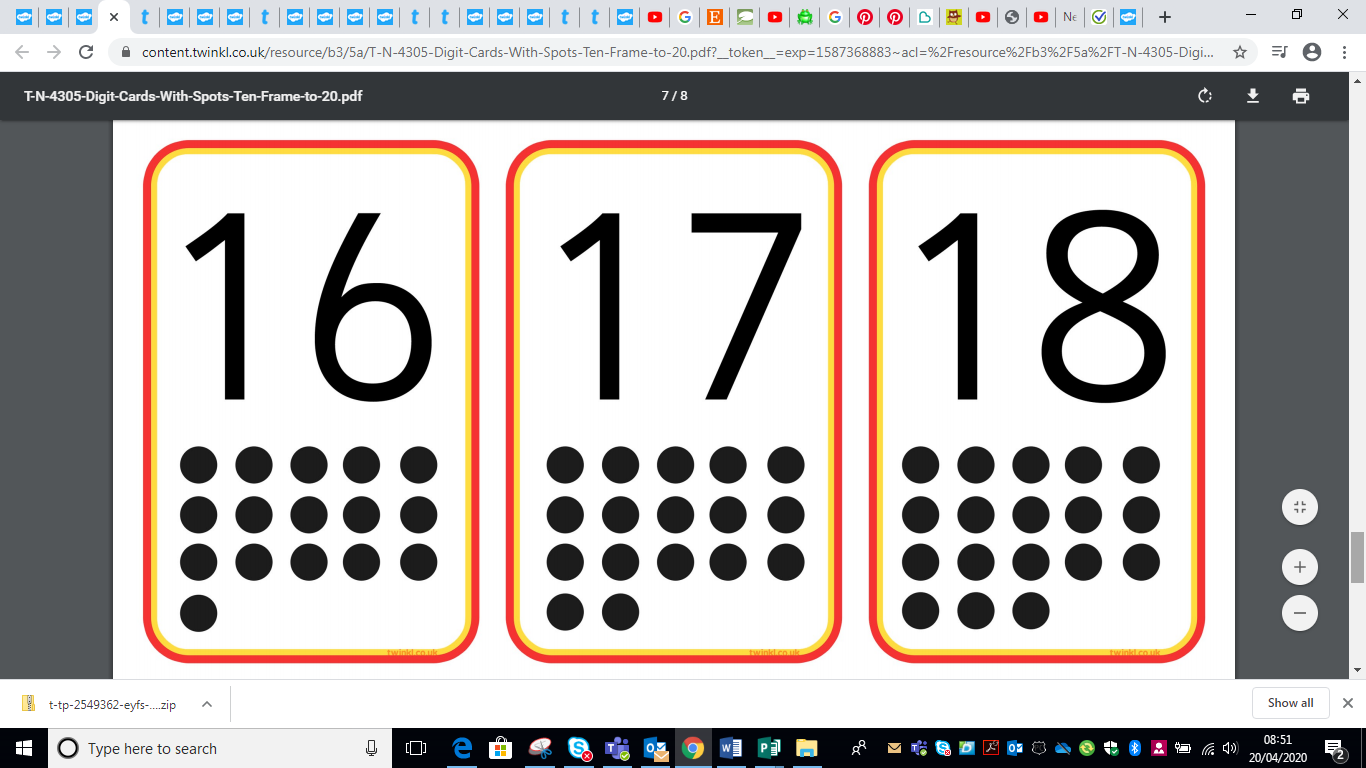 content.twinkl.co.uk/resource/b3/5a/T-N-4305-Digit-Cards-With-Spots-Ten-Frame-to-20.pdf?__token__=exp=1587368883~acl=%2Fresource%2Fb3%2F5a%2FT-N-4305-Digi...
T-N-4305-Digit-Cards-With-Spots-Ten-Frame-to-20.pdf 7 / 8
16 17 18
twinkl.co.uk twinkl.co.uk twinkl.co.uk
t-tp-2549362-eyfs-....zip Show all
Type here to search 08:51
20/04/2020 2